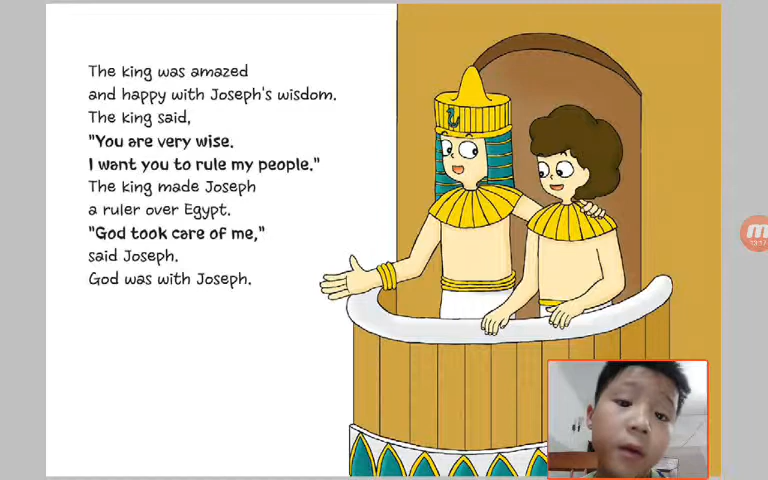 The king was amazed
and happy with Joseph's wisdom.
The king said,
"You are very wise.
I want you to rule my people."
The king made Joseph
a ruler over Egypt.
"God took care of me,"
said Joseph.
God was with Joseph.
13:17